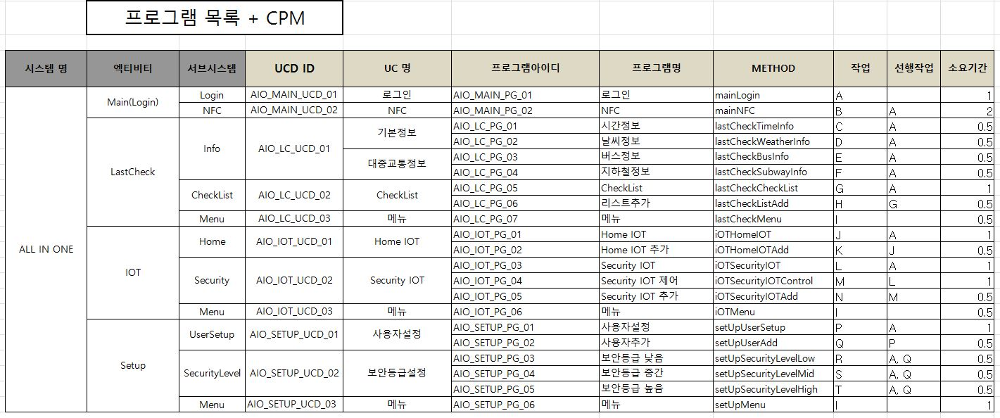 프로그램 목록 + CPM
시스템 명 엑티비티 서브시스템 UCD ID UC 명 프로그램아이디 프로그램명 METHOD 작업 선행작업 소요기간
ALL IN ONE Main(Login) Login AIO_MAIN_UCD_01 로그인 AIO_MAIN_PG_01 로그인 mainLogin A 1
NFC AIO_MAIN_UCD_02 NFC AIO_MAIN_PG_02 NFC mainNFC B A 2
LastCheck Info AIO_LC_UCD_01 기본정보 AIO_LC_PG_01 시간정보 lastCheckTimeInfo C A 0.5
AIO_LC_PG_02 날씨정보 lastCheckWeatherInfo D A 0.5
대중교통정보 AIO_LC_PG_03 버스정보 lastCheckBusInfo E A 0.5
AIO_LC_PG_04 지하철정보 lastCheckSubwayInfo F A 0.5
CheckList AIO_LC_UCD_02 CheckList AIO_LC_PG_05 CheckList lastCheckCheckList G A 1
AIO_LC_PG_06 리스트추가 lastCheckListAdd H G 0.5
Menu AIO_LC_UCD_03 메뉴 AIO_LC_PG_07 메뉴 lastCheckMenu I 0.5
IOT Home AIO_IOT_UCD_01 Home IOT AIO_IOT_PG_01 Home IOT iOTHomeIOT J A 1
AIO_IOT_PG_02 Home IOT 추가 iOTHomeIOTAdd K J 0.5
Security AIO_IOT_UCD_02 Security IOT AIO_IOT_PG_03 Security IOT iOTSecurityIOT L A 1
AIO_IOT_PG_04 Security IOT 제어 iOTSecurityIOTControl M L 1
AIO_IOT_PG_05 Security IOT 추가 iOTSecurityIOTAdd N M 0.5
Menu AIO_IOT_UCD_03 메뉴 AIO_IOT_PG_06 메뉴 iOTMenu I 0.5
Setup UserSetup AIO_SETUP_UCD_01 사용자설정 AIO_SETUP_PG_01 사용자설정 setUpUserSetup P A 1
AIO_SETUP_PG_02 사용자추가 setUpUserAdd Q P 0.5
SecurityLevel AIO_SETUP_UCD_02 보안등급설정 AIO_SETUP_PG_03 보안등급 낮음 setUpSecurityLevelLow R A, Q 0.5
AIO_SETUP_PG_04 보안등급 중간 setUpSecurityLevelMid S A, Q 0.5
AIO_SETUP_PG_05 보안등급 높음 setUpSecurityLevelHigh T A, Q 0.5
Menu AIO_SETUP_UCD_03 메뉴 AIO_SETUP_PG_06 메뉴 setUpMenu I 1